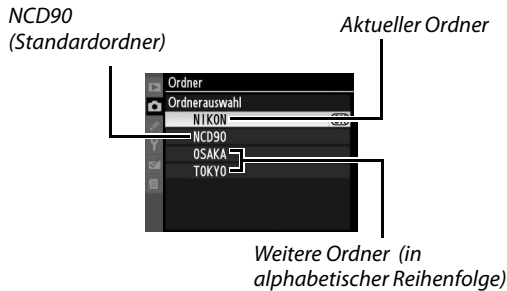 NCD90
(Standardordner)
Aktueller Ordner
Ordner
Ordnerauswahl
NIKON
NCD90
OSAKA
TOKYO
Weitere Ordner (in
alphabetischer Reihenfolge)